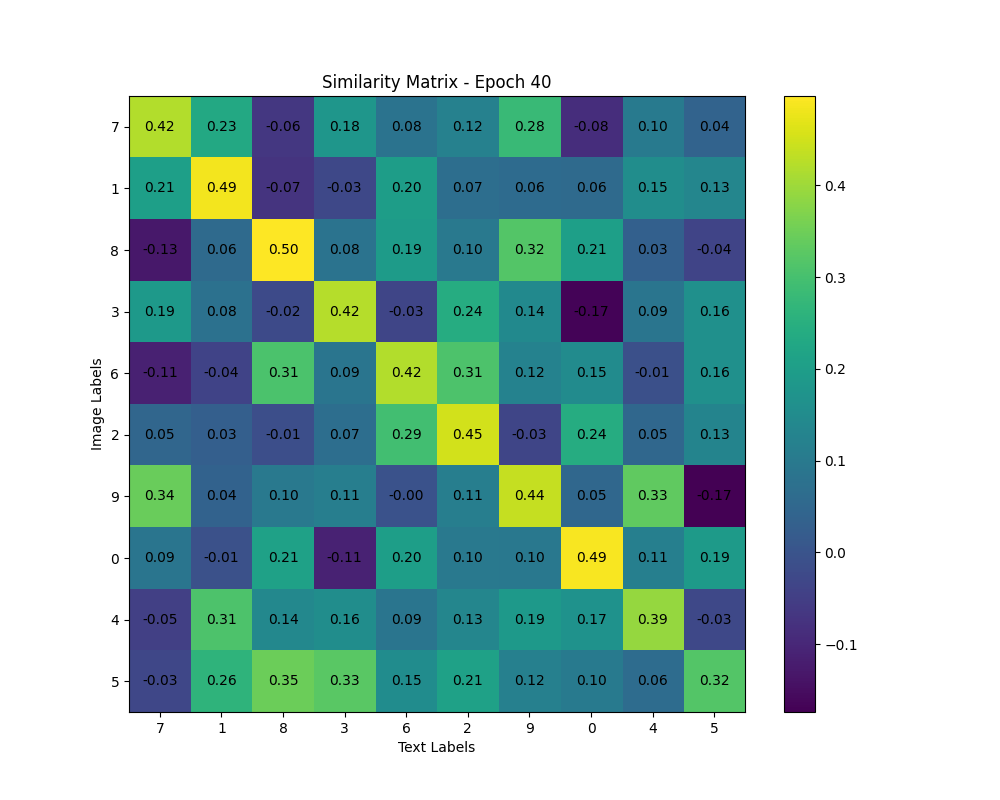 Similarity Matrix - Epoch 40
7 0.42 0.23 -0.06 0.18 0.08 0.12 0.28 -0.08 0.10 0.04
1 0.21 0.49 -0.07 -0.03 0.20 0.07 0.06 0.06 0.15 0.13
8 -0.13 0.06 0.50 0.08 0.19 0.10 0.32 0.21 0.03 -0.04
3 0.19 0.08 -0.02 0.42 -0.03 0.24 0.14 -0.17 0.09 0.16
6 -0.11 -0.04 0.31 0.09 0.42 0.31 0.12 0.15 -0.01 0.16
2 0.05 0.03 -0.01 0.07 0.29 0.45 -0.03 0.24 0.05 0.13
9 0.34 0.04 0.10 0.11 -0.00 0.11 0.44 0.05 0.33 -0.17
0 0.09 -0.01 0.21 -0.11 0.20 0.10 0.10 0.49 0.11 0.19
4 -0.05 0.31 0.14 0.16 0.09 0.13 0.19 0.17 0.39 -0.03
5 -0.03 0.26 0.35 0.33 0.15 0.21 0.12 0.10 0.06 0.32
7 1 8 3 6 2 9 0 4 5
Text Labels
Image Labels
0.4
0.3
0.2
0.1
0.0
−0.1